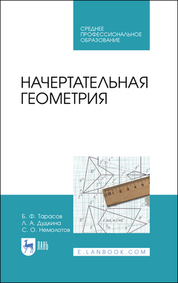 СРЕДНЕЕ
ПРОФЕССИОНАЛЬНОЕ
ОБРАЗОВАНИЕ
НАЧЕРТАТЕЛЬНАЯ
ГЕОМЕТРИЯ
Б. Ф. Тарасов
Л. А. Дудкина
С. О. Немолотов
ЛАНЬ
E.LANBOOK.COM